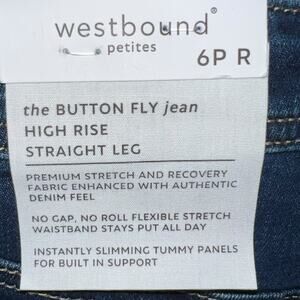 westbound®
petites
6P R
the BUTTON FLY jean
HIGH RISE
STRAIGHT LEG
PREMIUM STRETCH AND RECOVERY
FABRIC ENHANCED WITH AUTHENTIC
DENIM FEEL
NO GAP, NO ROLL FLEXIBLE STRETCH
WAISTBAND STAYS PUT ALL DAY
INSTANTLY SLIMMING TUMMY PANELS
FOR BUILT IN SUPPORT